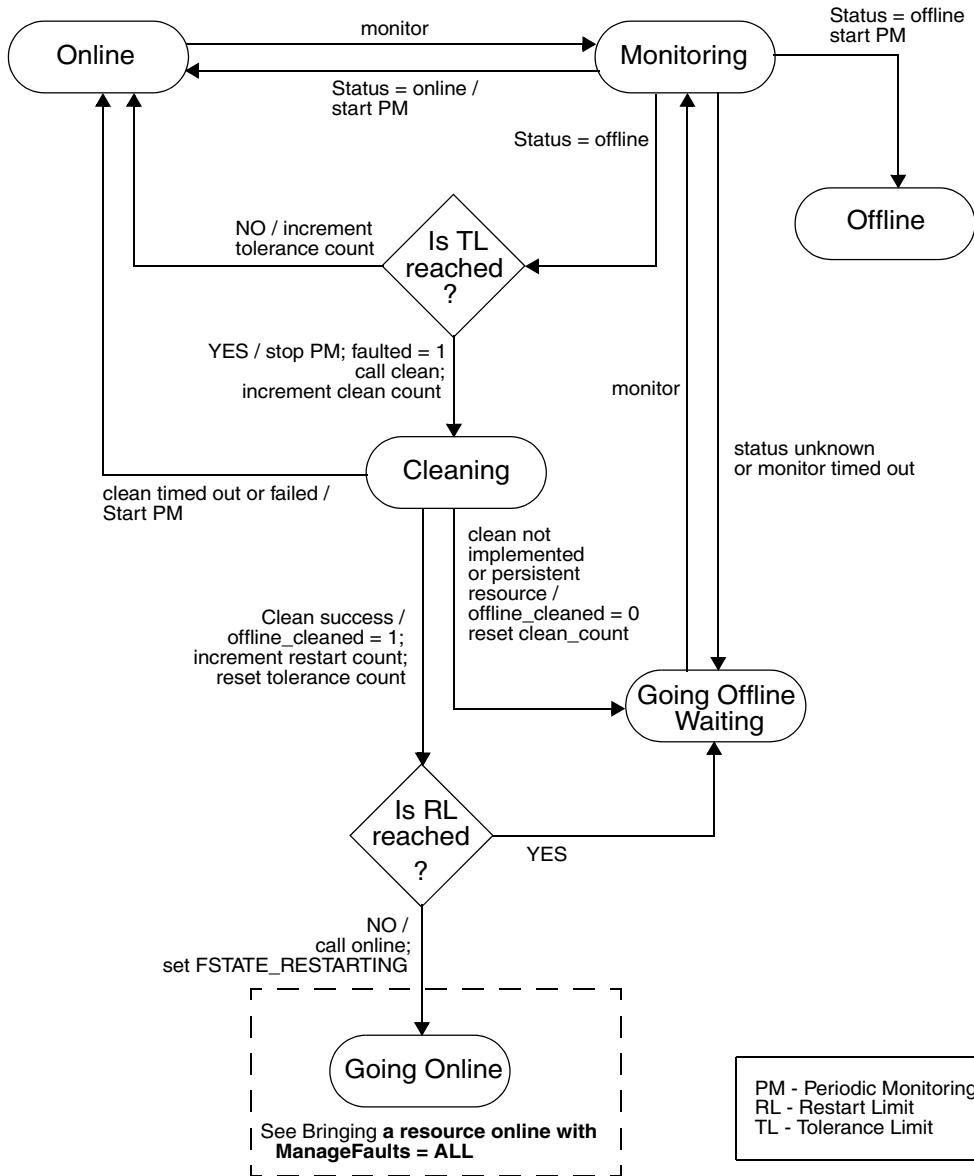 Online
monitor
Monitoring
Status = offline
start PM
Status = online /
start PM
Status = offline
Offline
NO / increment
tolerance count
Is TL
reached
?
YES / stop PM; faulted = 1
call clean;
increment clean count
monitor
status unknown
or monitor timed out
Cleaning
clean timed out or failed /
Start PM
clean not
implemented
or persistent
resource /
offline_cleaned = 0
reset clean_count
Clean success /
offline_cleaned = 1;
increment restart count;
reset tolerance count
Going Offline
Waiting
Is RL
reached
?
YES
NO /
call online;
set FSTATE_RESTARTING
Going Online
See Bringing a resource online with
ManageFaults = ALL
PM - Periodic Monitoring
RL - Restart Limit
TL - Tolerance Limit